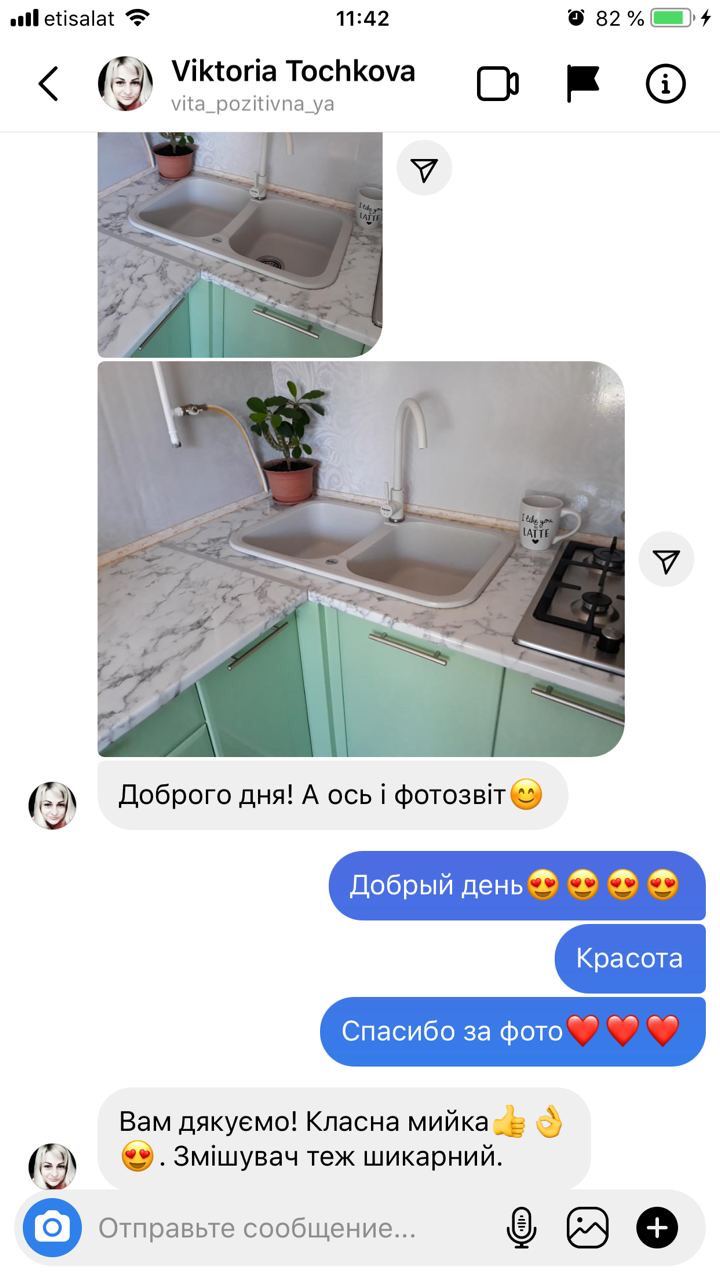 etisalat
11:42
82 %
Viktoria Tochkova
vita_pozitivna_ya
I like you
LATTE
I like you
LATTE
Доброго дня! А ось і фотозвіт😊
Добрый день😍😍😍😍
Красота
Спасибо за фото❤️❤️❤️
Вам дякуємо! Класна мийка👍👌
😍. Змішувач теж шикарний.
Отправьте сообщение...